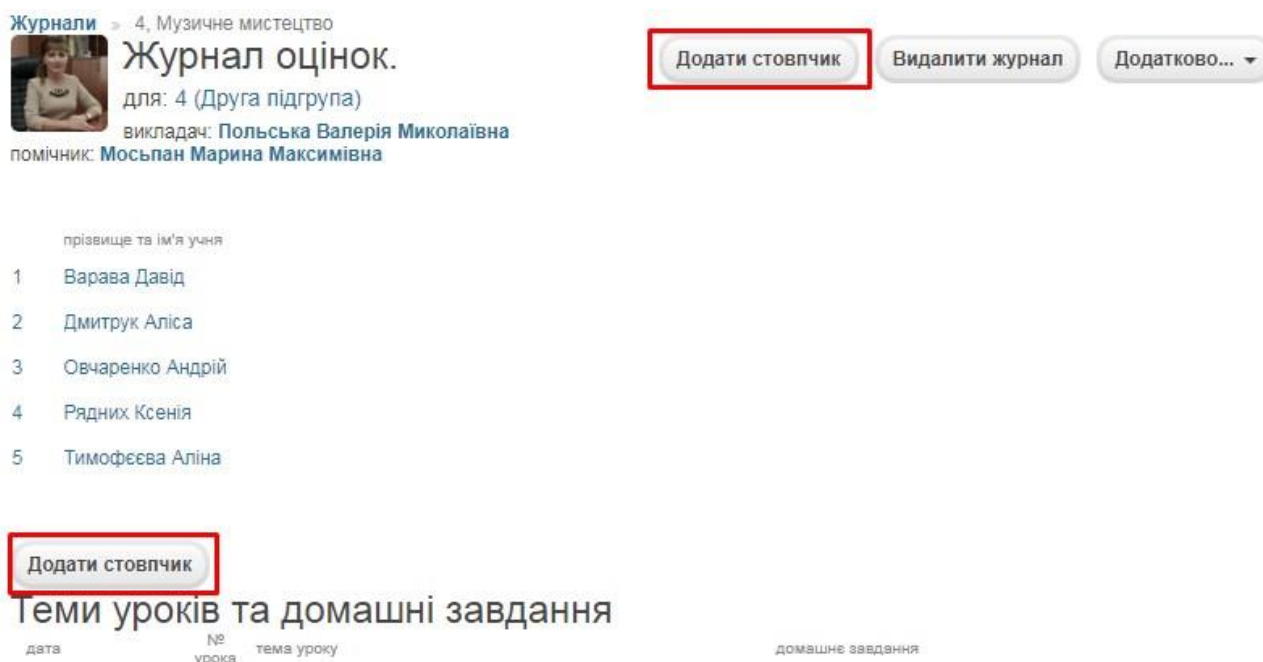 Журнали » 4, Музичне мистецтво
Журнал оцінок.
Додати стовпчик Видалити журнал Додатково...
для: 4 (Друга підгрупа)
викладач: Польська Валерія Миколаївна
помічник: Мосьпан Марина Максимівна
прізвище та ім'я учня
1 Варава Давід
2 Дмитрук Аліса
3 Овчаренко Андрій
4 Рядних Ксенія
5 Тимофєєва Аліна
Додати стовпчик
Теми уроків та домашні завдання
дата № урока тема уроку домашнє завдання